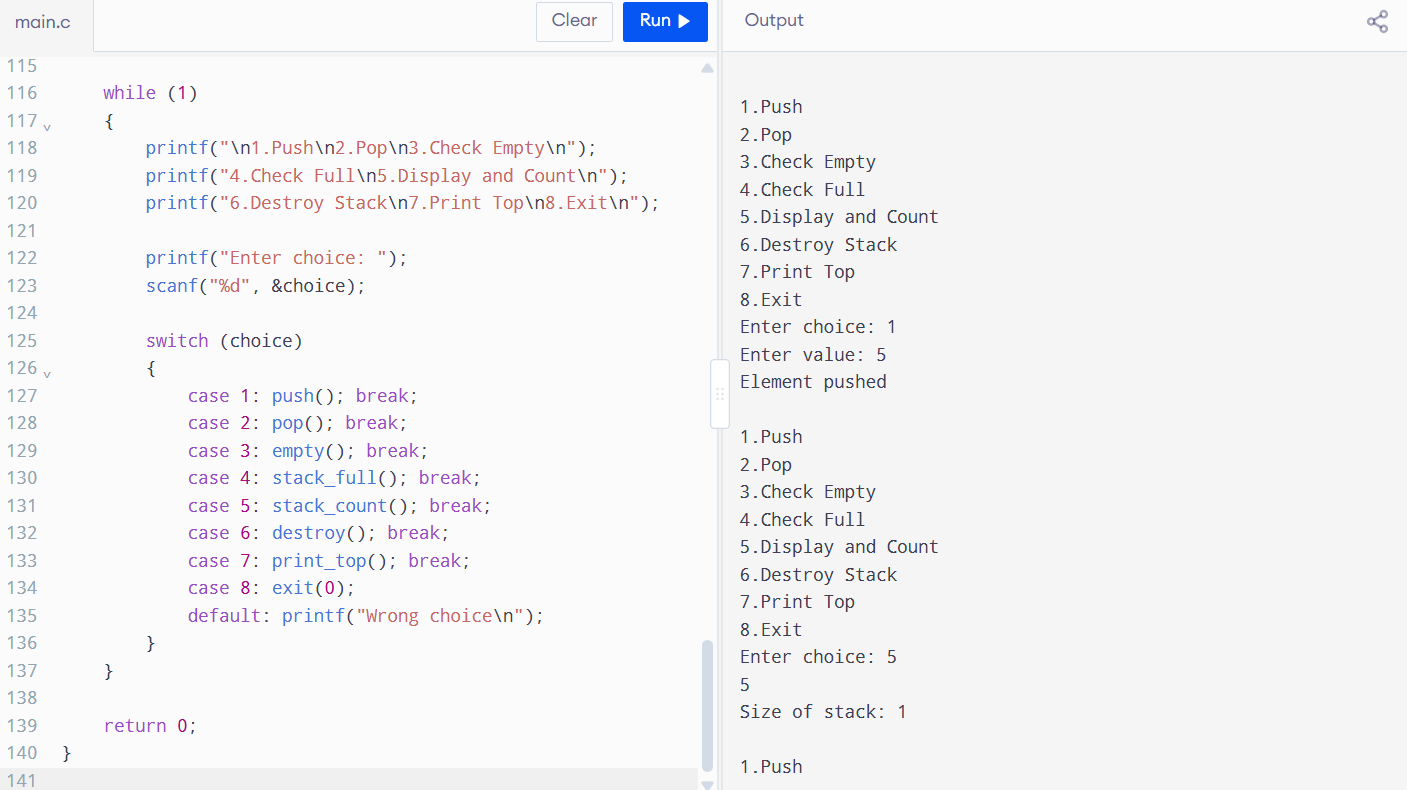 main.c
Clear
Run
115
116 while (1)
117 {
118 printf("\n1.Push\n2.Pop\n3.Check Empty\n");
119 printf("4.Check Full\n5.Display and Count\n");
120 printf("6.Destroy Stack\n7.Print Top\n8.Exit\n");
121
122 printf("Enter choice: ");
123 scanf("%d", &choice);
124
125 switch (choice)
126 {
127 case 1: push(); break;
128 case 2: pop(); break;
129 case 3: empty(); break;
130 case 4: stack_full(); break;
131 case 5: stack_count(); break;
132 case 6: destroy(); break;
133 case 7: print_top(); break;
134 case 8: exit(0);
135 default: printf("Wrong choice\n");
136 }
137 }
138
139 return 0;
140 }
141
Output
1.Push
2.Pop
3.Check Empty
4.Check Full
5.Display and Count
6.Destroy Stack
7.Print Top
8.Exit
Enter choice: 1
Enter value: 5
Element pushed
1.Push
2.Pop
3.Check Empty
4.Check Full
5.Display and Count
6.Destroy Stack
7.Print Top
8.Exit
Enter choice: 5
5
Size of stack: 1
1.Push